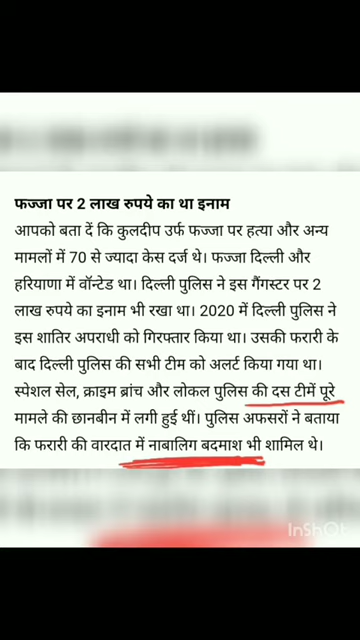 फज्जा पर 2 लाख रुपये का था इनाम
आपको बता दें कि कुलदीप उर्फ फज्जा पर हत्या और अन्य
मामलों में 70 से ज्यादा केस दर्ज थे। फज्जा दिल्ली और
हरियाणा में वॉन्टेड था। दिल्ली पुलिस ने इस गैंगस्टर पर 2
लाख रुपये का इनाम भी रखा था। 2020 में दिल्ली पुलिस ने
इस शातिर अपराधी को गिरफ्तार किया था। उसकी फरारी के
बाद दिल्ली पुलिस की सभी टीम को अलर्ट किया गया था।
स्पेशल सेल, क्राइम ब्रांच और लोकल पुलिस की दस टीमें पूरे
मामले की छानबीन में लगी हुई थीं। पुलिस अफसरों ने बताया
कि फरारी की वारदात में नाबालिग बदमाश भी शामिल थे।
InShOt